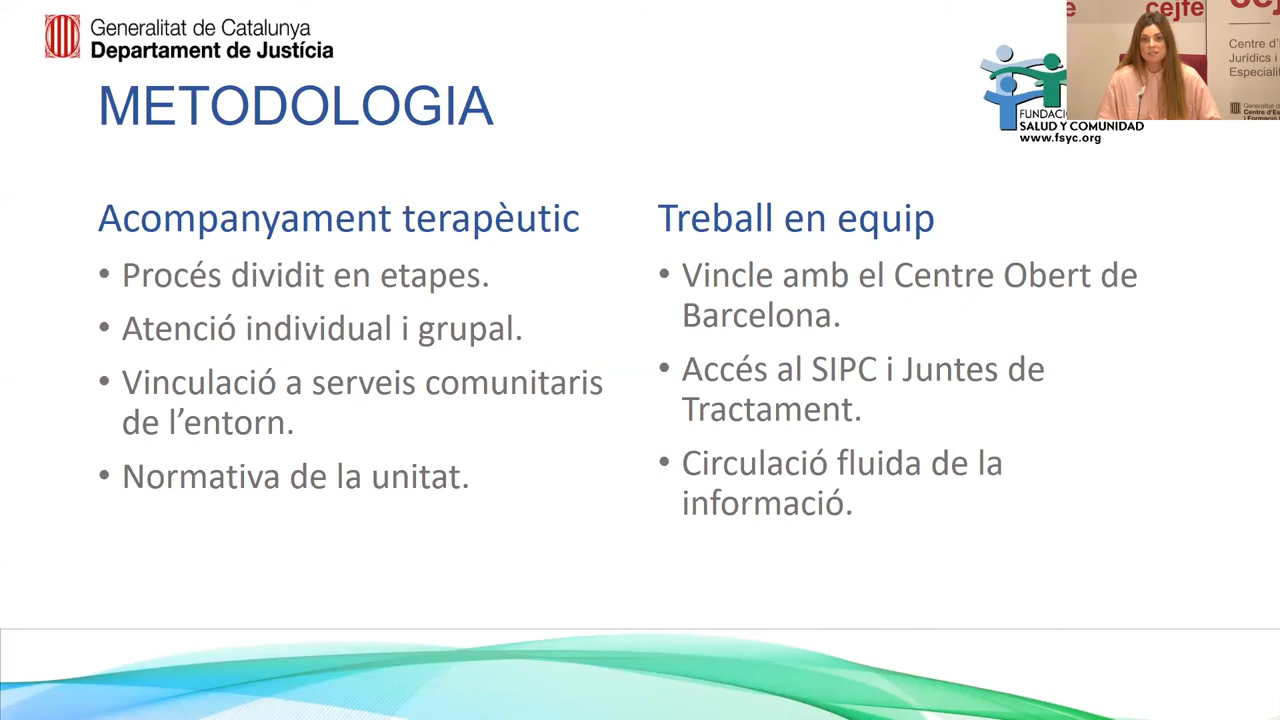 Generalitat de Catalunya
Departament de Justícia
METODOLOGIA
SALUD Y COMUNIDAD
www.fsyc.org
cejfe
Centre d'
Jurídics i
Acompanyament terapèutic
• Procés dividit en etapes.
• Atenció individual i grupal.
• Vinculació a serveis comunitaris
de l'entorn.
• Normativa de la unitat.
Treball en equip
• Vincle amb el Centre Obert de
Barcelona.
• Accés al SIPC i Juntes de
Tractament.
• Circulació fluida de la
informació.